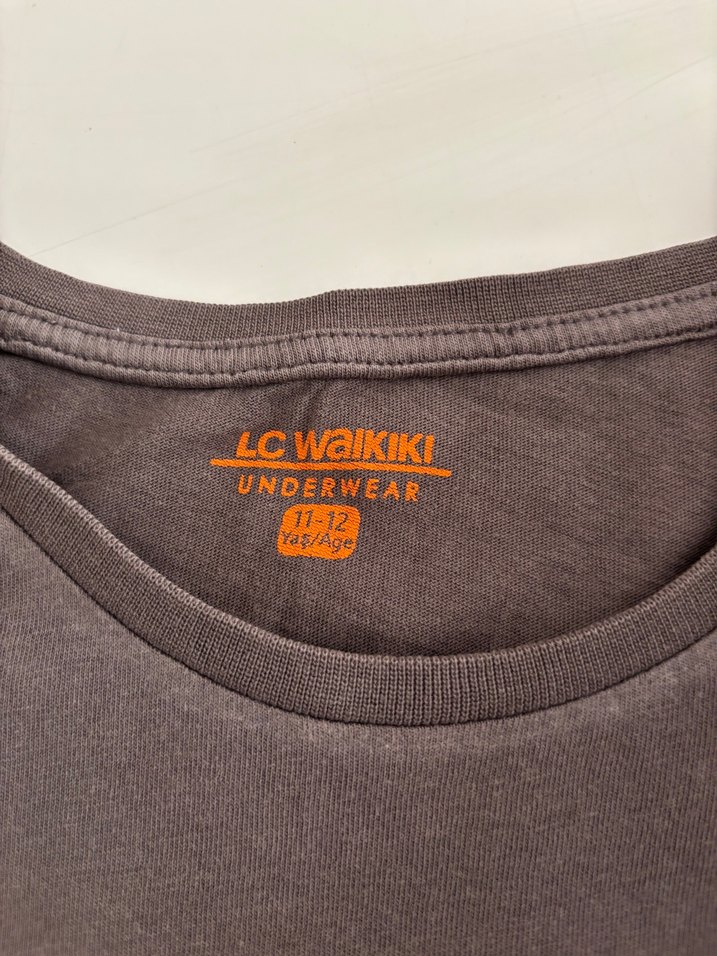 LC WAIKIKI
UNDERWEAR
11-12
Yaş/Age